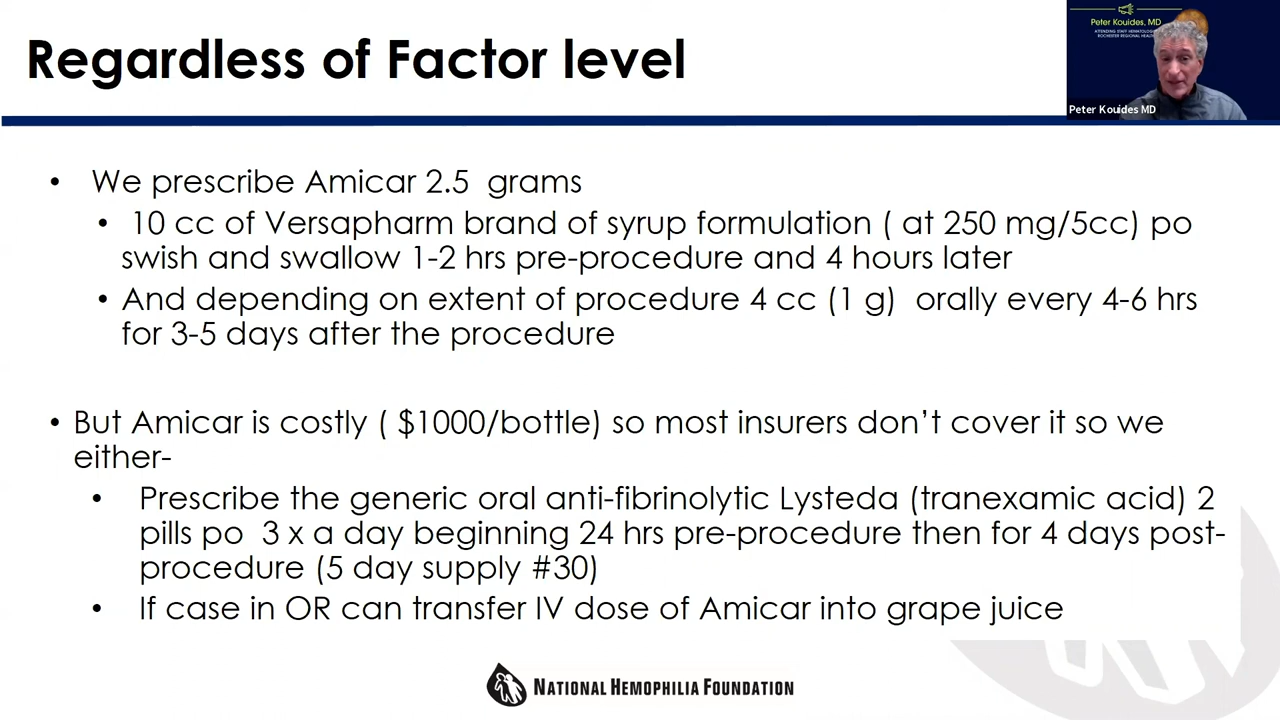 Regardless of Factor level
Peter Kouides, MD
ATTENDING STAFF HEMATOLOGIST
ROCHESTER REGIONAL HEALTH
Peter Kouides MD
• We prescribe Amicar 2.5 grams
• 10 cc of Versapharm brand of syrup formulation ( at 250 mg/5cc) po
swish and swallow 1-2 hrs pre-procedure and 4 hours later
• And depending on extent of procedure 4 cc (1 g) orally every 4-6 hrs
for 3-5 days after the procedure
• But Amicar is costly ( $1000/bottle) so most insurers don’t cover it so we
either-
• Prescribe the generic oral anti-fibrinolytic Lysteda (tranexamic acid) 2
pills po 3 x a day beginning 24 hrs pre-procedure then for 4 days post-
procedure (5 day supply #30)
• If case in OR can transfer IV dose of Amicar into grape juice
NATIONAL HEMOPHILIA FOUNDATION